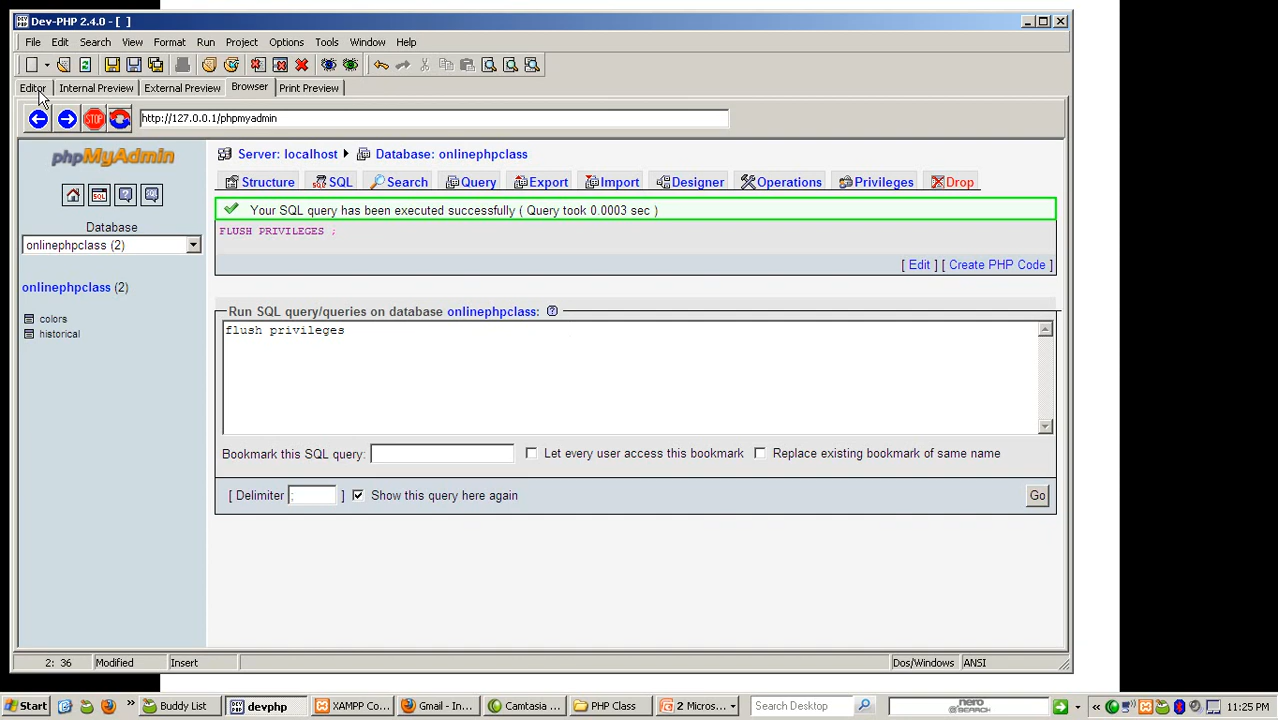 Dev-PHP 2.4.0 - [ ]
File Edit Search View Format Run Project Options Tools Window Help
Editor Internal Preview External Preview Browser Print Preview
STOP http://127.0.0.1/phpmyadmin
phpMyAdmin
SQL
Database
onlinephpclass (2)
onlinephpclass (2)
colors
historical
Server: localhost Database: onlinephpclass
Structure SQL Search Query Export Import Designer Operations Privileges Drop
Your SQL query has been executed successfully ( Query took 0.0003 sec )
FLUSH PRIVILEGES ;
[ Edit ] [ Create PHP Code ]
Run SQL query/queries on database onlinephpclass:
flush privileges
Bookmark this SQL query: Let every user access this bookmark Replace existing bookmark of same name
[ Delimiter ; ] Show this query here again Go
2: 36 Modified Insert Dos/Windows ANSI
Start » Buddy List devphp XAMPP Co... Gmail - ... Camtasia ... PHP Class 2 Micros... Search Desktop nero SEARCH « 11:25 PM